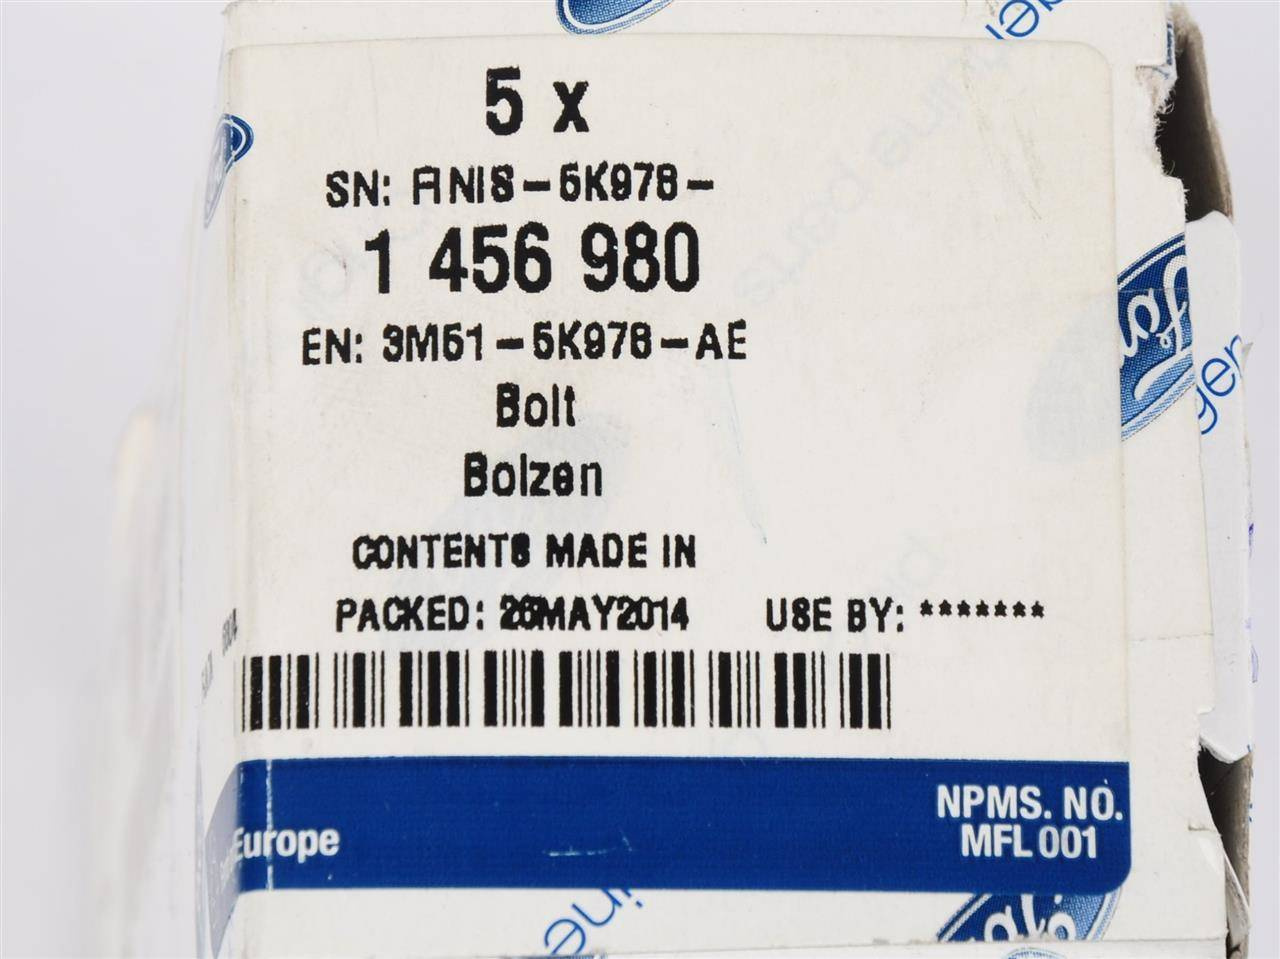 5 x
SN: FINIS-5K978-
1 456 980
EN: 3M51-5K978-AE
Bolt
Bolzen
CONTENTS MADE IN
PACKED: 26MAY2014 USE BY: *******
Europe
NPMS. NO.
MFL 001